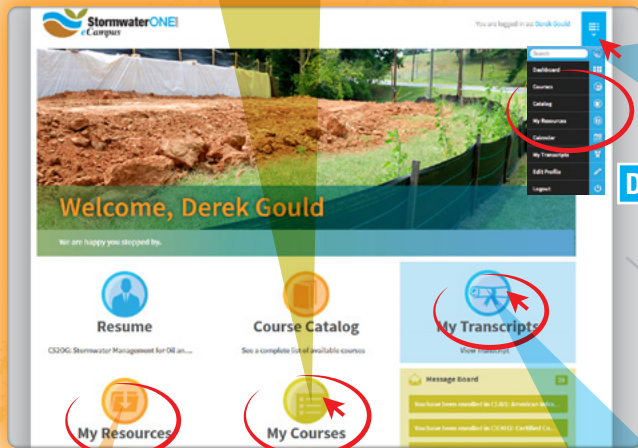 StormwaterONE
eCampus
You are logged in as: Derek Gould
Search
Dashboard
Courses
Catalog
My Resources
Calendar
My Transcripts
Edit Profile
Logout
D
Welcome, Derek Gould
We are happy you stopped by.
Resume
Course Catalog
My Transcripts
CS20G: Stormwater Management for Oil an...
See a complete list of available courses
View Transcript
Message Board
You have been enrolled in
You have been enrolled in
My Resources
My Courses